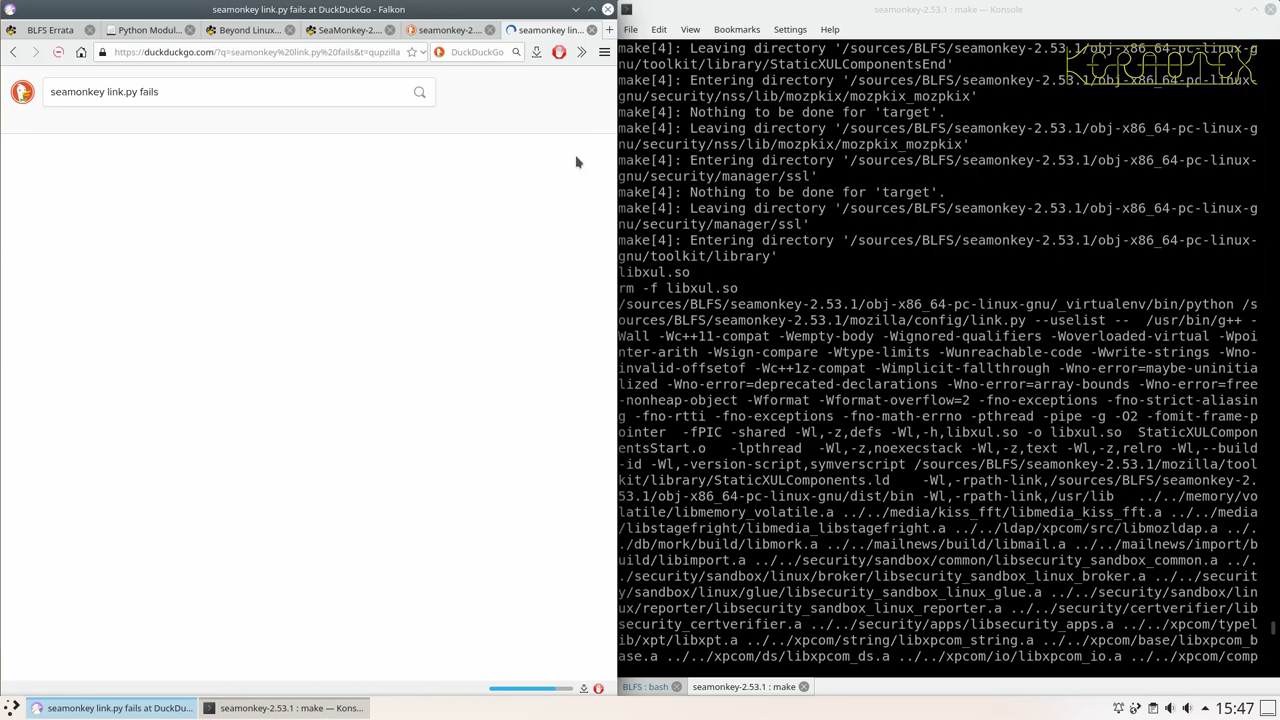 seamonkey link.py fails at DuckDuckGo - Falkon
BLFS Errata
Python Modul...
Beyond Linux...
SeaMonkey-2...
seamonkey-2.53...
seamonkey lin...
https://duckduckgo.com/?q=seamonkey%20link.py%20fails&t=qupzilla
DuckDuckGo
seamonkey link.py fails
seamonkey-2.53.1 : make — Konsole
File Edit View Bookmarks Settings Help
KERNOTEX
make[4]: Leaving directory '/sources/BLFS/seamonkey-2.53.1/obj-x86_64-pc-linux-g
nu/toolkit/library/StaticXULComponentsEnd'
make[4]: Entering directory '/sources/BLFS/seamonkey-2.53.1/obj-x86_64-pc-linux-
gnu/security/nss/lib/mozpkix/mozpkix_mozpkix'
make[4]: Nothing to be done for 'target'.
make[4]: Leaving directory '/sources/BLFS/seamonkey-2.53.1/obj-x86_64-pc-linux-g
nu/security/nss/lib/mozpkix/mozpkix_mozpkix'
make[4]: Entering directory '/sources/BLFS/seamonkey-2.53.1/obj-x86_64-pc-linux-
gnu/security/manager/ssl'
make[4]: Nothing to be done for 'target'.
make[4]: Leaving directory '/sources/BLFS/seamonkey-2.53.1/obj-x86_64-pc-linux-g
nu/security/manager/ssl'
make[4]: Entering directory '/sources/BLFS/seamonkey-2.53.1/obj-x86_64-pc-linux-
gnu/toolkit/library'
libxul.so
rm -f libxul.so
/sources/BLFS/seamonkey-2.53.1/obj-x86_64-pc-linux-gnu/_virtualenv/bin/python /s
ources/BLFS/seamonkey-2.53.1/mozilla/config/link.py --uselist -- /usr/bin/g++ -
Wall -Wc++11-compat -Wempty-body -Wignored-qualifiers -Woverloaded-virtual -Wpoi
nter-arith -Wsign-compare -Wtype-limits -Wunreachable-code -Wwrite-strings -Wno-
invalid-offsetof -Wc++1z-compat -Wimplicit-fallthrough -Wno-error=maybe-uninitia
lized -Wno-error=deprecated-declarations -Wno-error=array-bounds -Wno-error=free
-nonheap-object -Wformat -Wformat-overflow=2 -fno-exceptions -fno-strict-aliasin
g -fno-rtti -fno-exceptions -fno-math-errno -pthread -pipe -g -O2 -fomit-frame-p
ointer -fPIC -shared -Wl,-z,defs -Wl,-h,libxul.so -o libxul.so StaticXULCompon
entsStart.o -lpthread -Wl,-z,noexecstack -Wl,-z,text -Wl,-z,relro -Wl,--build
-id -Wl,-version-script,symverscript /sources/BLFS/seamonkey-2.53.1/mozilla/tool
kit/library/StaticXULComponents.ld -Wl,-rpath-link,/sources/BLFS/seamonkey-2.
53.1/obj-x86_64-pc-linux-gnu/dist/bin -Wl,-rpath-link,/usr/lib ../../memory/vo
latile/libmemory_volatile.a ../../media/kiss_fft/libmedia_kiss_fft.a ../../media
/libstagefright/libmedia_libstagefright.a ../../ldap/xpcom/src/libmozldap.a ../.
./db/mork/build/libmork.a ../../mailnews/build/libmail.a ../../mailnews/import/b
uild/libimport.a ../../security/sandbox/common/libsecurity_sandbox_common.a ../.
./security/sandbox/linux/broker/libsecurity_sandbox_linux_broker.a ../../securit
y/sandbox/linux/glue/libsecurity_sandbox_linux_glue.a ../../security/sandbox/lin
ux/reporter/libsecurity_sandbox_linux_reporter.a ../../security/certverifier/lib
security_certverifier.a ../../security/apps/libsecurity_apps.a ../../xpcom/typel
ib/xpt/libxpt.a ../../xpcom/string/libxpcom_string.a ../../xpcom/base/libxpcom_b
ase.a ../../xpcom/ds/libxpcom_ds.a ../../xpcom/io/libxpcom_io.a ../../xpcom/comp
BLFS : bash
seamonkey-2.53.1 : make
seamonkey link.py fails at DuckDu...
seamonkey-2.53.1 : make — Kons...
15:47